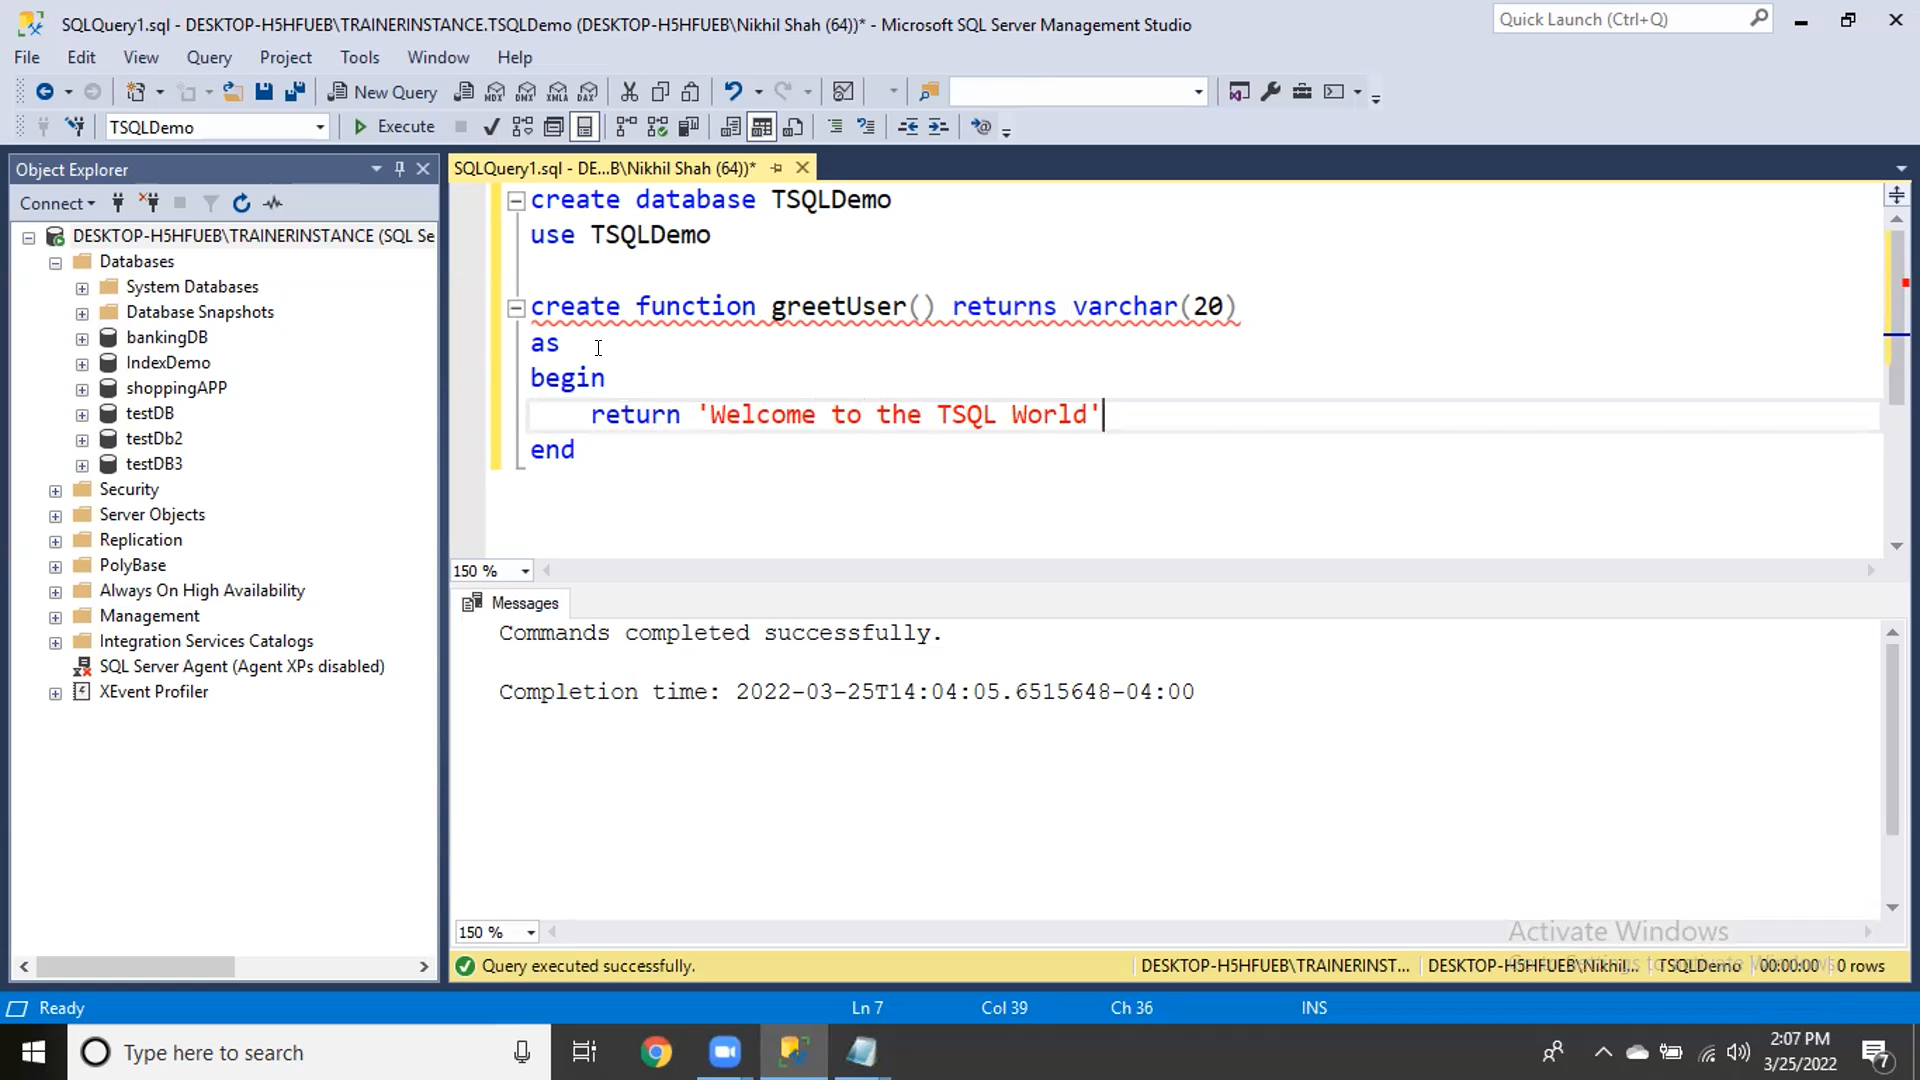 SQLQuery1.sql - DESKTOP-H5HFUEB\TRAINERINSTANCE.TSQLDemo (DESKTOP-H5HFUEB\Nikhil Shah (64))* - Microsoft SQL Server Management Studio
Quick Launch (Ctrl+Q)
File Edit View Query Project Tools Window Help
New Query
MDX DMX XMLA DAX
TSQLDemo
Execute
Object Explorer
SQLQuery1.sql - DE...B\Nikhil Shah (64))*
Connect
DESKTOP-H5HFUEB\TRAINERINSTANCE (SQL Se
Databases
System Databases
Database Snapshots
bankingDB
IndexDemo
shoppingAPP
testDB
testDb2
testDB3
Security
Server Objects
Replication
PolyBase
Always On High Availability
Management
Integration Services Catalogs
SQL Server Agent (Agent XPs disabled)
XEvent Profiler
create database TSQLDemo
use TSQLDemo
create function greetUser() returns varchar(20)
as
begin
return 'Welcome to the TSQL World'
end
150 %
Messages
Commands completed successfully.
Completion time: 2022-03-25T14:04:05.6515648-04:00
150 %
Activate Windows
Query executed successfully.
DESKTOP-H5HFUEB\TRAINERINST... DESKTOP-H5HFUEB\Nikhil... TSQLDemo 00:00:00 0 rows
Ready
Ln 7
Col 39
Ch 36
INS
Type here to search
2:07 PM
3/25/2022
7